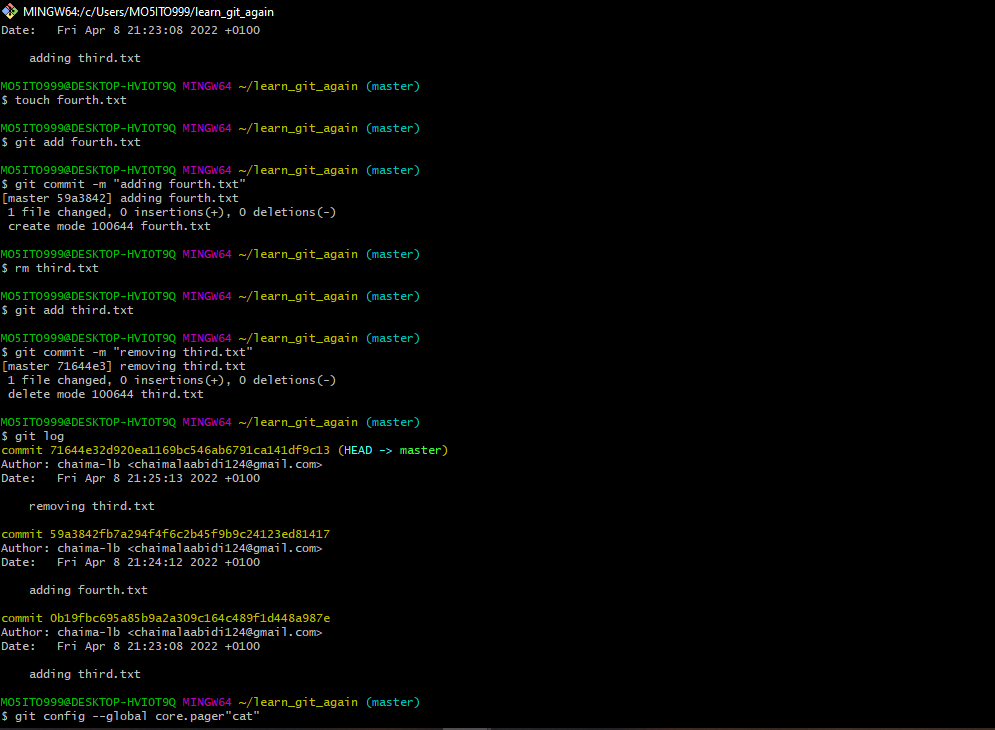 MINGW64:/c/Users/MO5ITO999/learn_git_again
Date:   Fri Apr 8 21:23:08 2022 +0100
    adding third.txt
MO5ITO999@DESKTOP-HVIOT9Q MINGW64 ~/learn_git_again (master)
$ touch fourth.txt
MO5ITO999@DESKTOP-HVIOT9Q MINGW64 ~/learn_git_again (master)
$ git add fourth.txt
MO5ITO999@DESKTOP-HVIOT9Q MINGW64 ~/learn_git_again (master)
$ git commit -m "adding fourth.txt"
[master 59a3842] adding fourth.txt
 1 file changed, 0 insertions(+), 0 deletions(-)
 create mode 100644 fourth.txt
MO5ITO999@DESKTOP-HVIOT9Q MINGW64 ~/learn_git_again (master)
$ rm third.txt
MO5ITO999@DESKTOP-HVIOT9Q MINGW64 ~/learn_git_again (master)
$ git add third.txt
MO5ITO999@DESKTOP-HVIOT9Q MINGW64 ~/learn_git_again (master)
$ git commit -m "removing third.txt"
[master 71644e3] removing third.txt
 1 file changed, 0 insertions(+), 0 deletions(-)
 delete mode 100644 third.txt
MO5ITO999@DESKTOP-HVIOT9Q MINGW64 ~/learn_git_again (master)
$ git log
commit 71644e32d920ea1169bc546ab6791ca141df9c13 (HEAD -> master)
Author: chaima-lb <chaimalaabidi124@gmail.com>
Date:   Fri Apr 8 21:25:13 2022 +0100
    removing third.txt
commit 59a3842fb7a294f4f6c2b45f9b9c24123ed81417
Author: chaima-lb <chaimalaabidi124@gmail.com>
Date:   Fri Apr 8 21:24:12 2022 +0100
    adding fourth.txt
commit 0b19fbc695a85b9a2a309c164c489f1d448a987e
Author: chaima-lb <chaimalaabidi124@gmail.com>
Date:   Fri Apr 8 21:23:08 2022 +0100
    adding third.txt
MO5ITO999@DESKTOP-HVIOT9Q MINGW64 ~/learn_git_again (master)
$ git config --global core.pager"cat"